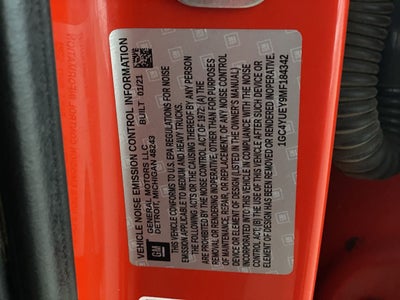 VEHICLE NOISE EMISSION CONTROL INFORMATION
BUILT 01/21
GENERAL MOTORS LLC
DETROIT, MICHIGAN 48243
GM
THIS VEHICLE CONFORMS TO U.S. EPA REGULATIONS FOR NOISE
EMISSION APPLICABLE TO MEDIUM AND HEAVY TRUCKS.
THE FOLLOWING ACTS OR THE CAUSING THEREOF BY ANY PERSON
ARE PROHIBITED BY THE NOISE CONTROL ACT OF 1972: (A) THE
REMOVAL OR RENDERING INOPERATIVE, OTHER THAN FOR PURPOSES
OF MAINTENANCE, REPAIR, OR REPLACEMENT, OF ANY NOISE CONTROL
DEVICE OR ELEMENT OF DESIGN (LISTED IN THE OWNER'S MANUAL)
INCORPORATED INTO THIS VEHICLE IN COMPLIANCE WITH THE NOISE
CONTROL ACT; (B) THE USE OF THIS VEHICLE AFTER SUCH DEVICE OR
ELEMENT OF DESIGN HAS BEEN REMOVED OR RENDERED INOPERATIVE.
1GC4YUEY9MF184342